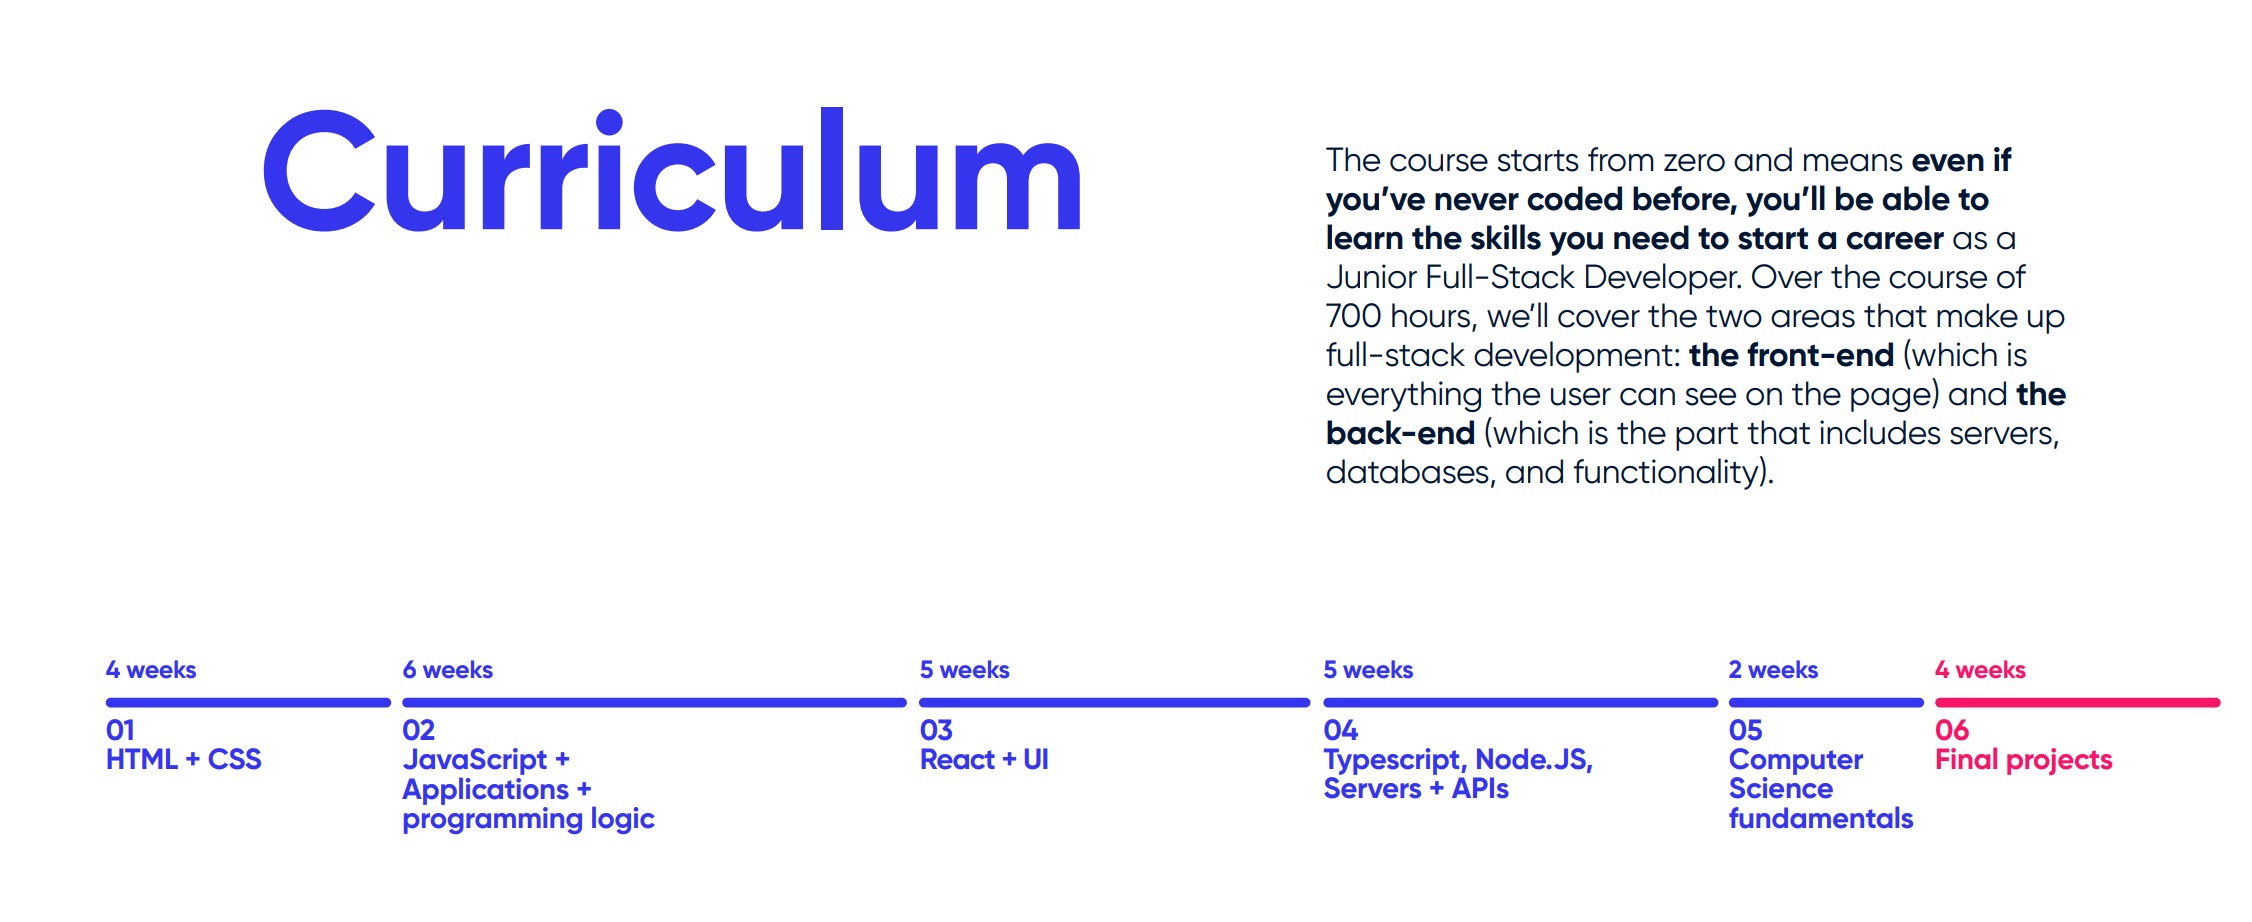 Curriculum
The course starts from zero and means even if
you’ve never coded before, you’ll be able to
learn the skills you need to start a career as a
Junior Full-Stack Developer. Over the course of
700 hours, we’ll cover the two areas that make up
full-stack development: the front-end (which is
everything the user can see on the page) and the
back-end (which is the part that includes servers,
databases, and functionality).
4 weeks
01
HTML + CSS
6 weeks
02
JavaScript +
Applications +
programming logic
5 weeks
03
React + UI
5 weeks
04
Typescript, Node.JS,
Servers + APIs
2 weeks
05
Computer
Science
fundamentals
4 weeks
06
Final projects